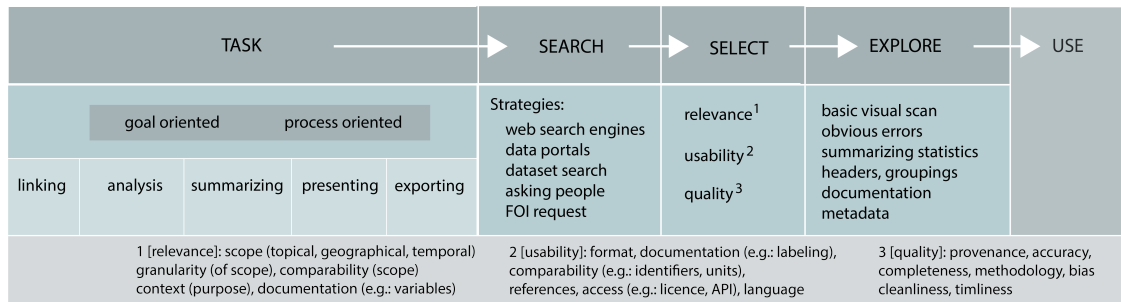 TASK
SEARCH
SELECT
EXPLORE
USE
goal oriented
process oriented
linking
analysis
summarizing
presenting
exporting
Strategies:
web search engines
data portals
dataset search
asking people
FOI request
relevance1
usability2
quality3
basic visual scan
obvious errors
summarizing statistics
headers, groupings
documentation
metadata
1 [relevance]: scope (topical, geographical, temporal)
granularity (of scope), comparability (scope)
context (purpose), documentation (e.g.: variables)
2 [usability]: format, documentation (e.g.: labeling),
comparability (e.g.: identifiers, units),
references, access (e.g.: licence, API), language
3 [quality]: provenance, accuracy,
completeness, methodology, bias
cleanliness, timliness